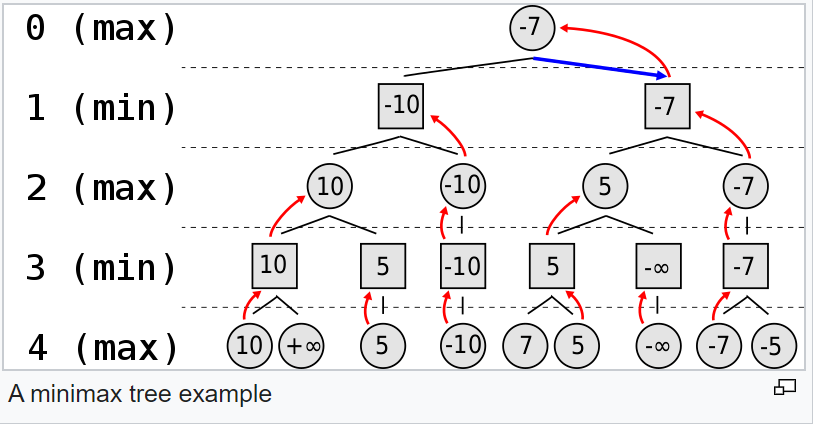 0 (max) -7
1 (min) -10 -7
2 (max) 10 -10 5 -7
3 (min) 10 5 -10 5 -∞ -7
4 (max) 10 +∞ 5 -10 7 5 -∞ -7 -5
A minimax tree example